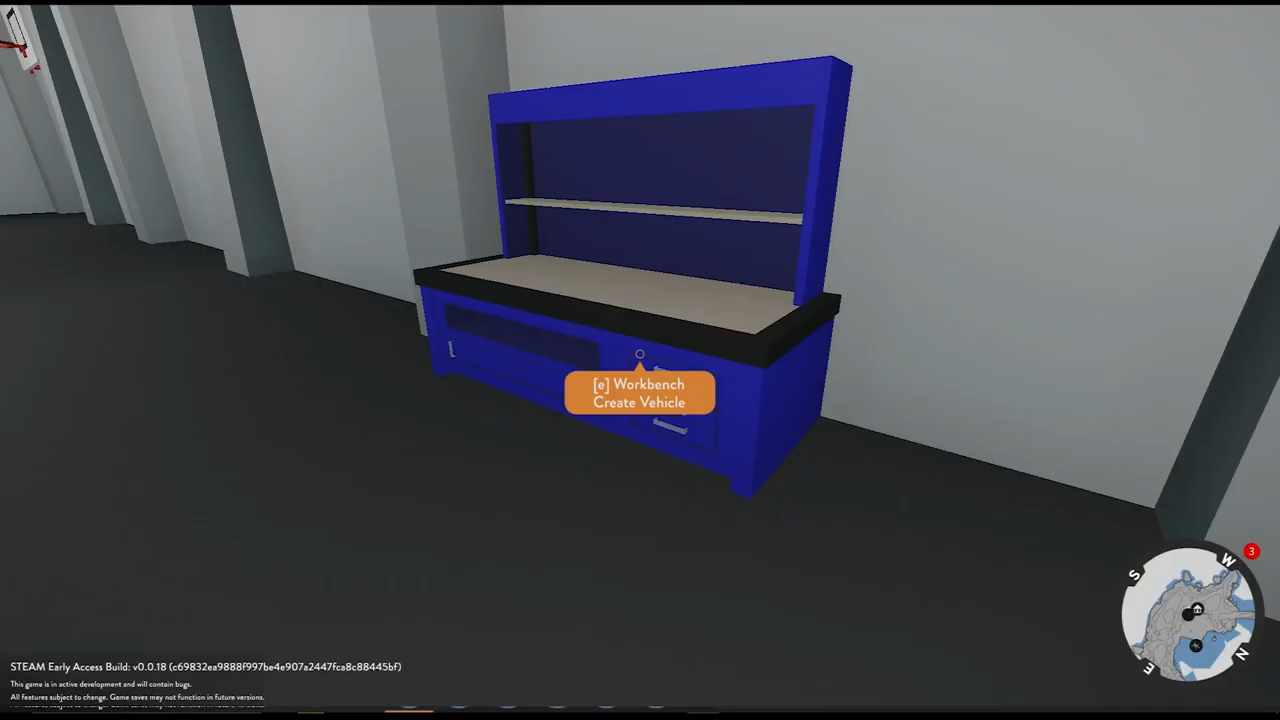 [e] Workbench
Create Vehicle
3
W
S
N
E
STEAM Early Access Build: v0.0.18 (c69832ea9888f997be4e907a2447fca8c88445bf)
This game is in active development and will contain bugs.
All features subject to change. Game saves may not function in future versions.